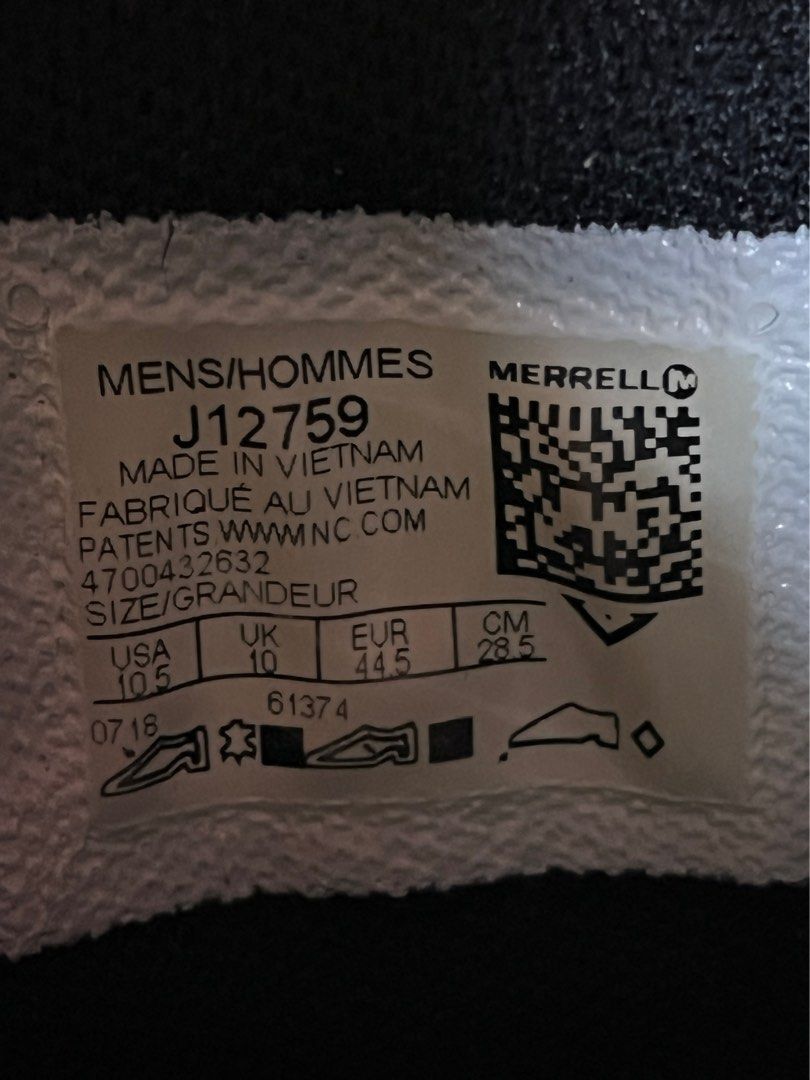 MENS/HOMMES
MERRELL
J12759
MADE IN VIETNAM
FABRIQUÉ AU VIETNAM
PATENTS WWWMNC.COM
4700432632
SIZE/GRANDEUR
USA UK EUR CM
10.5 10 44.5 28.5
0718 61374